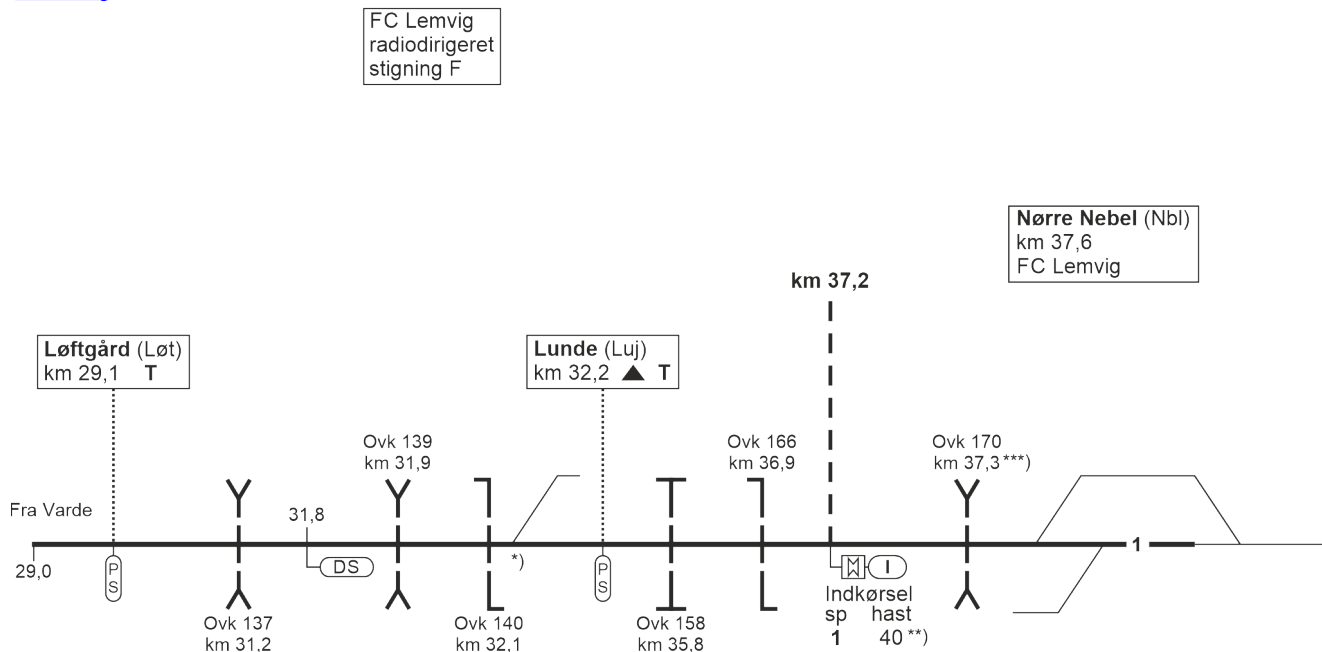 FC Lemvig
radiodirigeret
stigning F
Nørre Nebel (Nbl)
km 37,6
FC Lemvig
km 37,2
Løftgård (Løt)
km 29,1 T
Lunde (Luj)
km 32,2 ▲ T
Ovk 139
km 31,9
Ovk 166
km 36,9
Ovk 170
km 37,3 ***)
Fra Varde
31,8
29,0
PS
DS
*)
PS
I
1
Indkørsel
sp hast
1 40 **)
Ovk 137
km 31,2
Ovk 140
km 32,1
Ovk 158
km 35,8